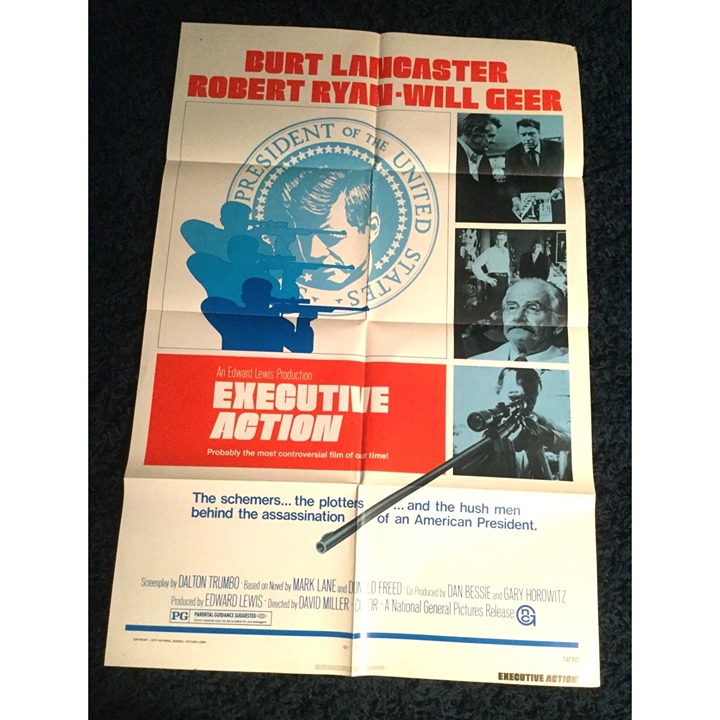 BURT LANCASTER
ROBERT RYAN·WILL GEER
PRESIDENT OF THE UNITED STATES
An Edward Lewis Production
EXECUTIVE
ACTION
Probably the most controversial film of our time!
The schemers... the plotters ... and the hush men
behind the assassination of an American President.
Screenplay by DALTON TRUMBO · Based on Novel by MARK LANE and DONALD FREED · Co Produced by DAN BESSIE and GARY HOROWITZ
Produced by EDWARD LEWIS · Directed by DAVID MILLER · COLOR · A National General Pictures Release
PG PARENTAL GUIDANCE SUGGESTED
EXECUTIVE ACTION